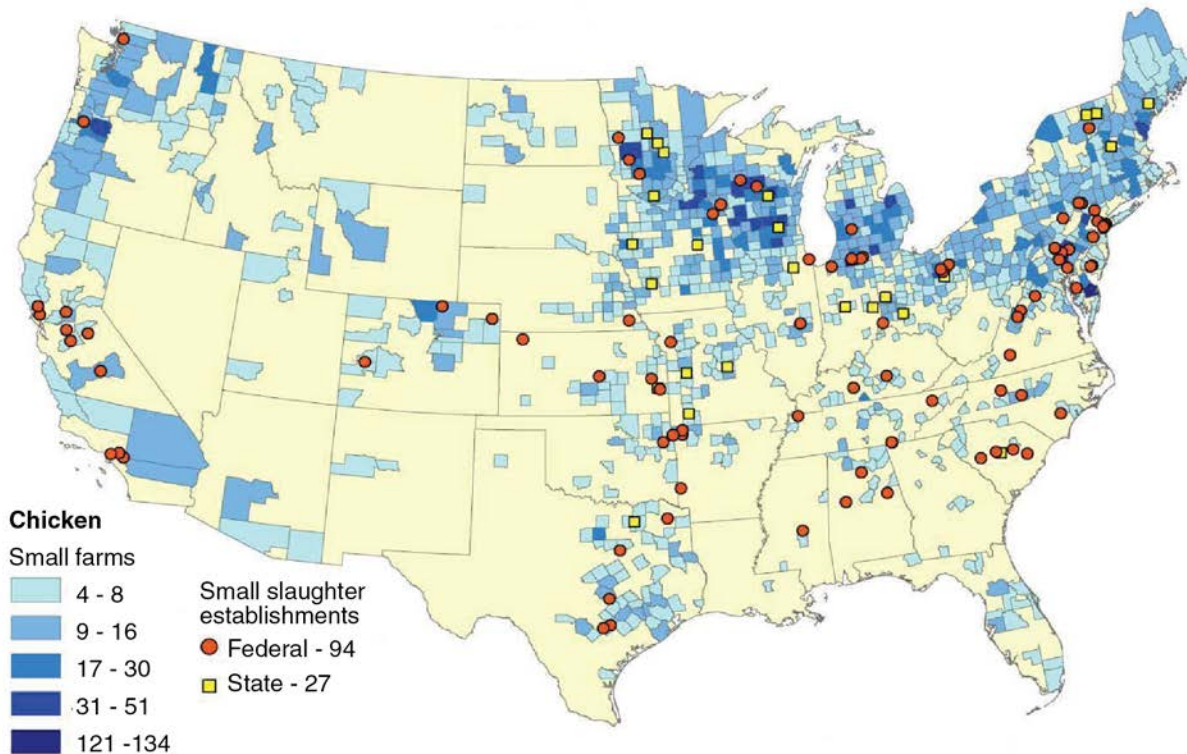 Chicken
Small farms
4 - 8
9 - 16
17 - 30
31 - 51
121 -134
Small slaughter
establishments
Federal - 94
State - 27